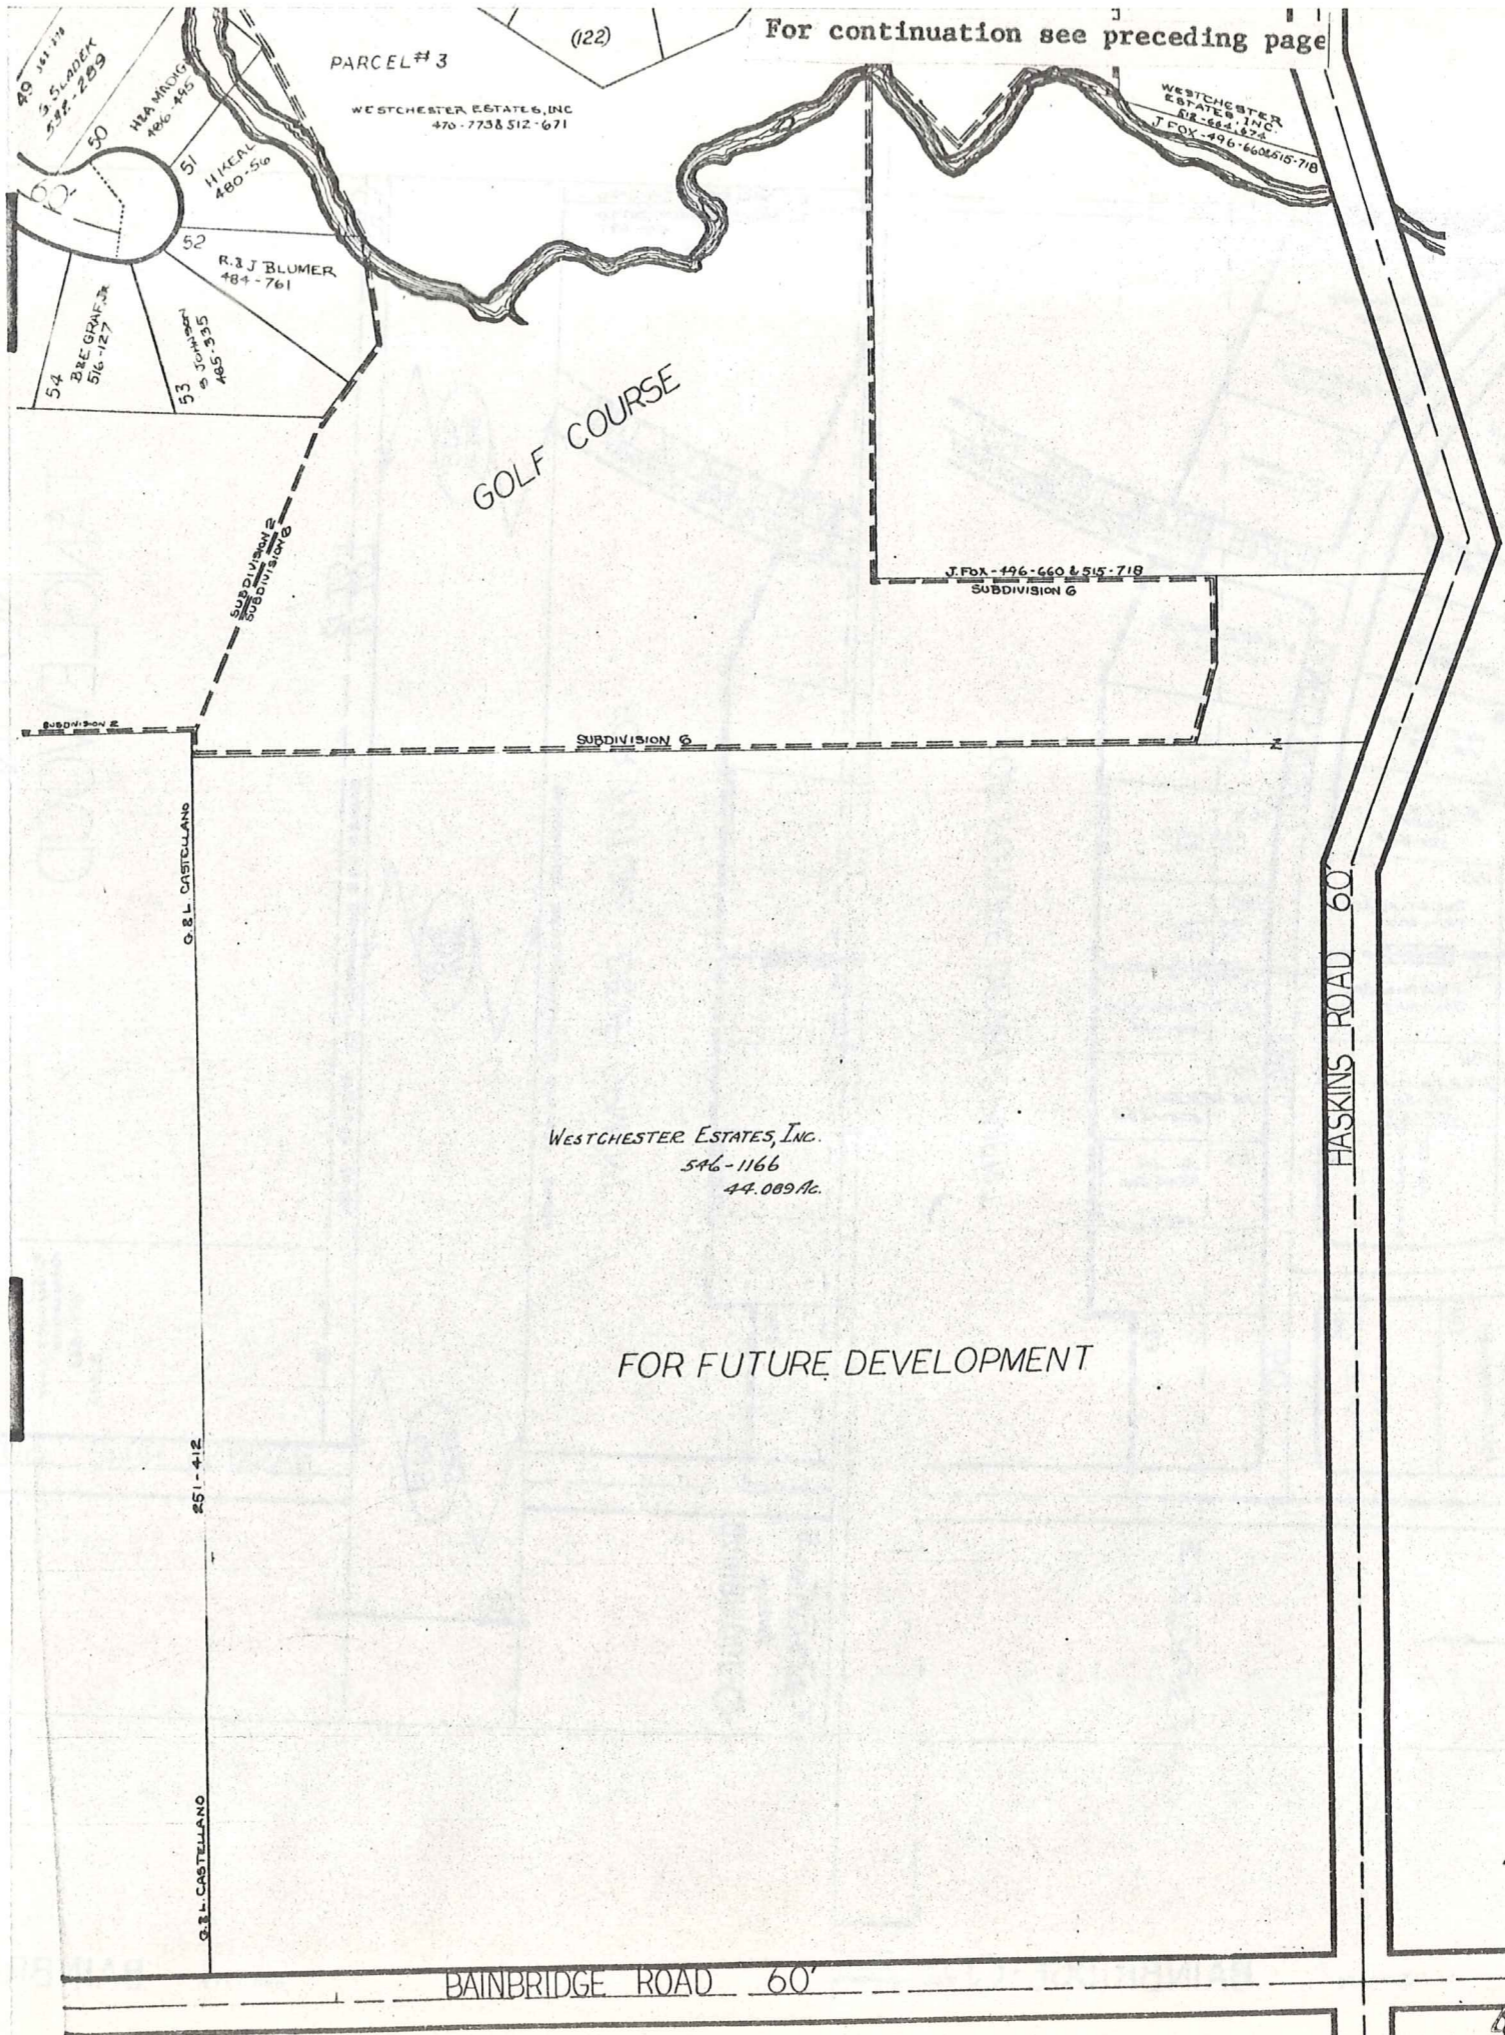 For continuation see preceding page
49
G. SLADEK
50
H&A MADIG
486-495
51
H. KEAL
480-56
52
R. & J BLUMER
484-761
53
S JOHNSON
485-335
54
B&E GRAF JR
516-127
PARCEL #3
(122)
WESTCHESTER ESTATES, INC
470-773 & 512-671
WESTCHESTER
ESTATES, INC.
J FOX-496-660&515-718
GOLF COURSE
SUBDIVISION 2
SUBDIVISION 6
J. FOX-496-660 & 515-718
SUBDIVISION 6
SUBDIVISION 2
SUBDIVISION 6
Z
G. & L. CASTELLANO
HASKINS ROAD 60'
WESTCHESTER ESTATES, INC.
546-1166
44.089 Ac.
FOR FUTURE DEVELOPMENT
251-412
G. & L. CASTELLANO
BAINBRIDGE ROAD 60'